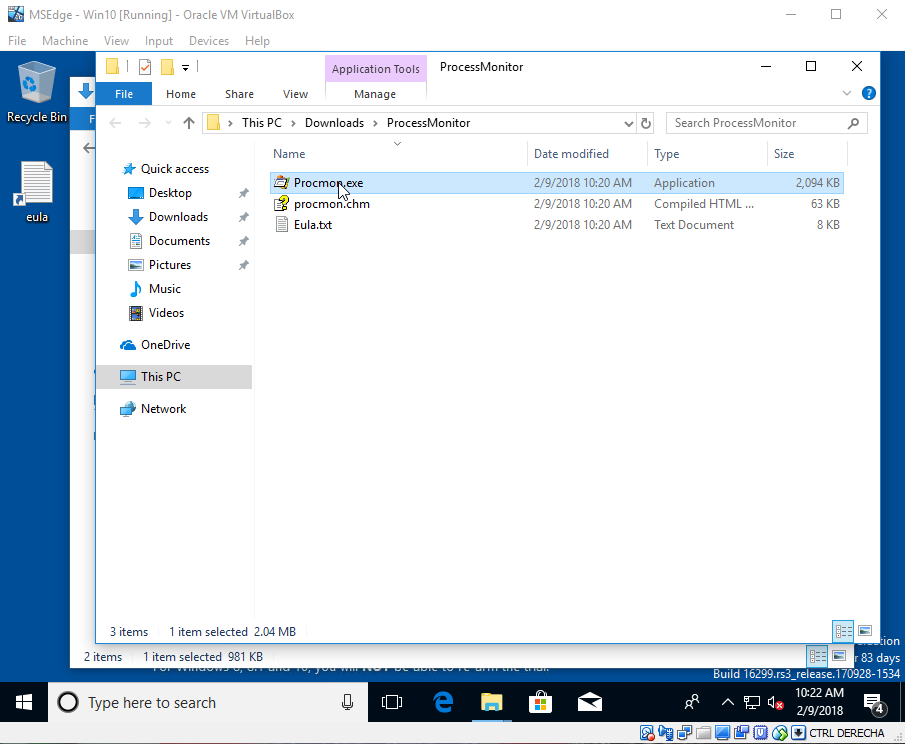 MSEdge - Win10 [Running] - Oracle VM VirtualBox
File Machine View Input Devices Help
Recycle Bin
eula
Application Tools
ProcessMonitor
File Home Share View Manage
This PC > Downloads > ProcessMonitor
Search ProcessMonitor
Name Date modified Type Size
Procmon.exe 2/9/2018 10:20 AM Application 2,094 KB
procmon.chm 2/9/2018 10:20 AM Compiled HTML ... 63 KB
Eula.txt 2/9/2018 10:20 AM Text Document 8 KB
Quick access
Desktop
Downloads
Documents
Pictures
Music
Videos
OneDrive
This PC
Network
3 items 1 item selected 2.04 MB
2 items 1 item selected 981 KB
83 days
Build 16299.rs3_release.170928-1534
Type here to search
10:22 AM
2/9/2018
4
CTRL DERECHA